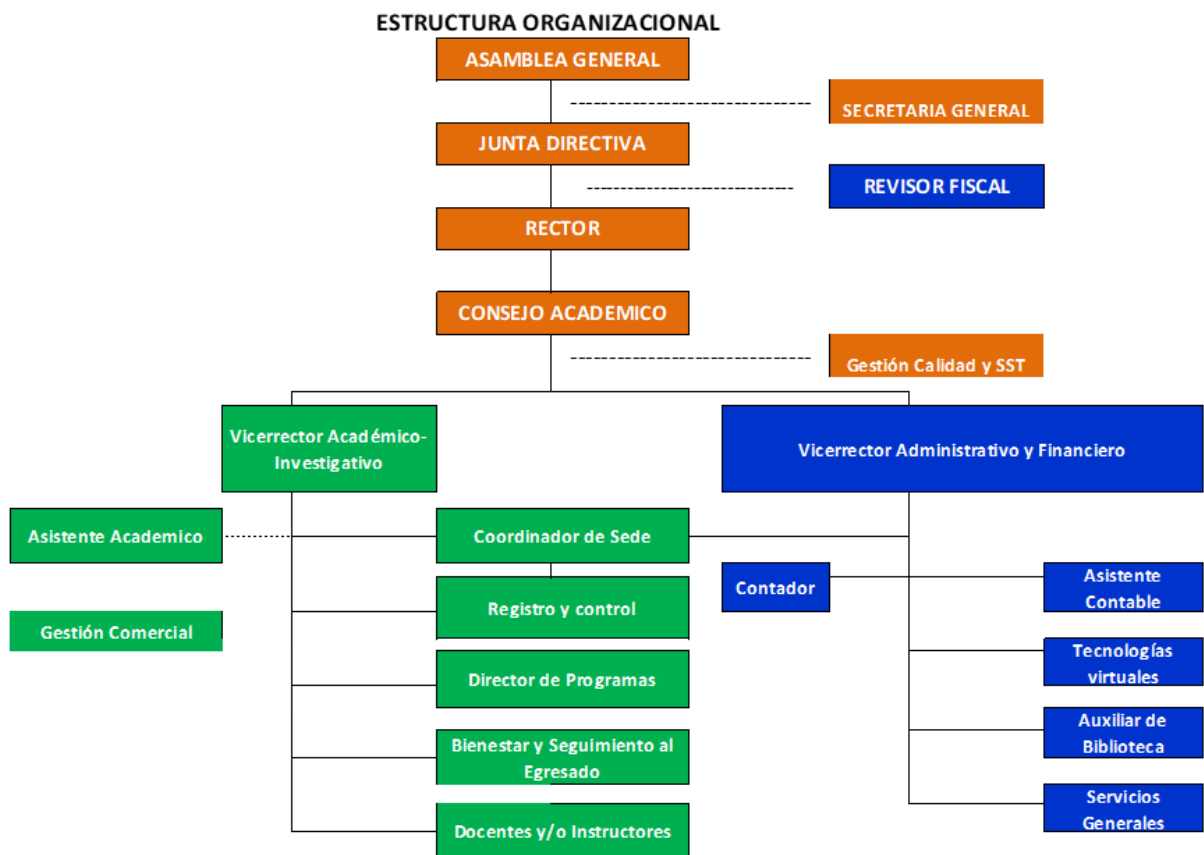 ESTRUCTURA ORGANIZACIONAL
ASAMBLEA GENERAL
SECRETARIA GENERAL
JUNTA DIRECTIVA
REVISOR FISCAL
RECTOR
CONSEJO ACADEMICO
Gestión Calidad y SST
Vicerrector Académico-
Investigativo
Vicerrector Administrativo y Financiero
Asistente Academico
Coordinador de Sede
Contador
Asistente
Contable
Registro y control
Gestión Comercial
Tecnologías
virtuales
Director de Programas
Auxiliar de
Biblioteca
Bienestar y Seguimiento al
Egresado
Servicios
Generales
Docentes y/o Instructores